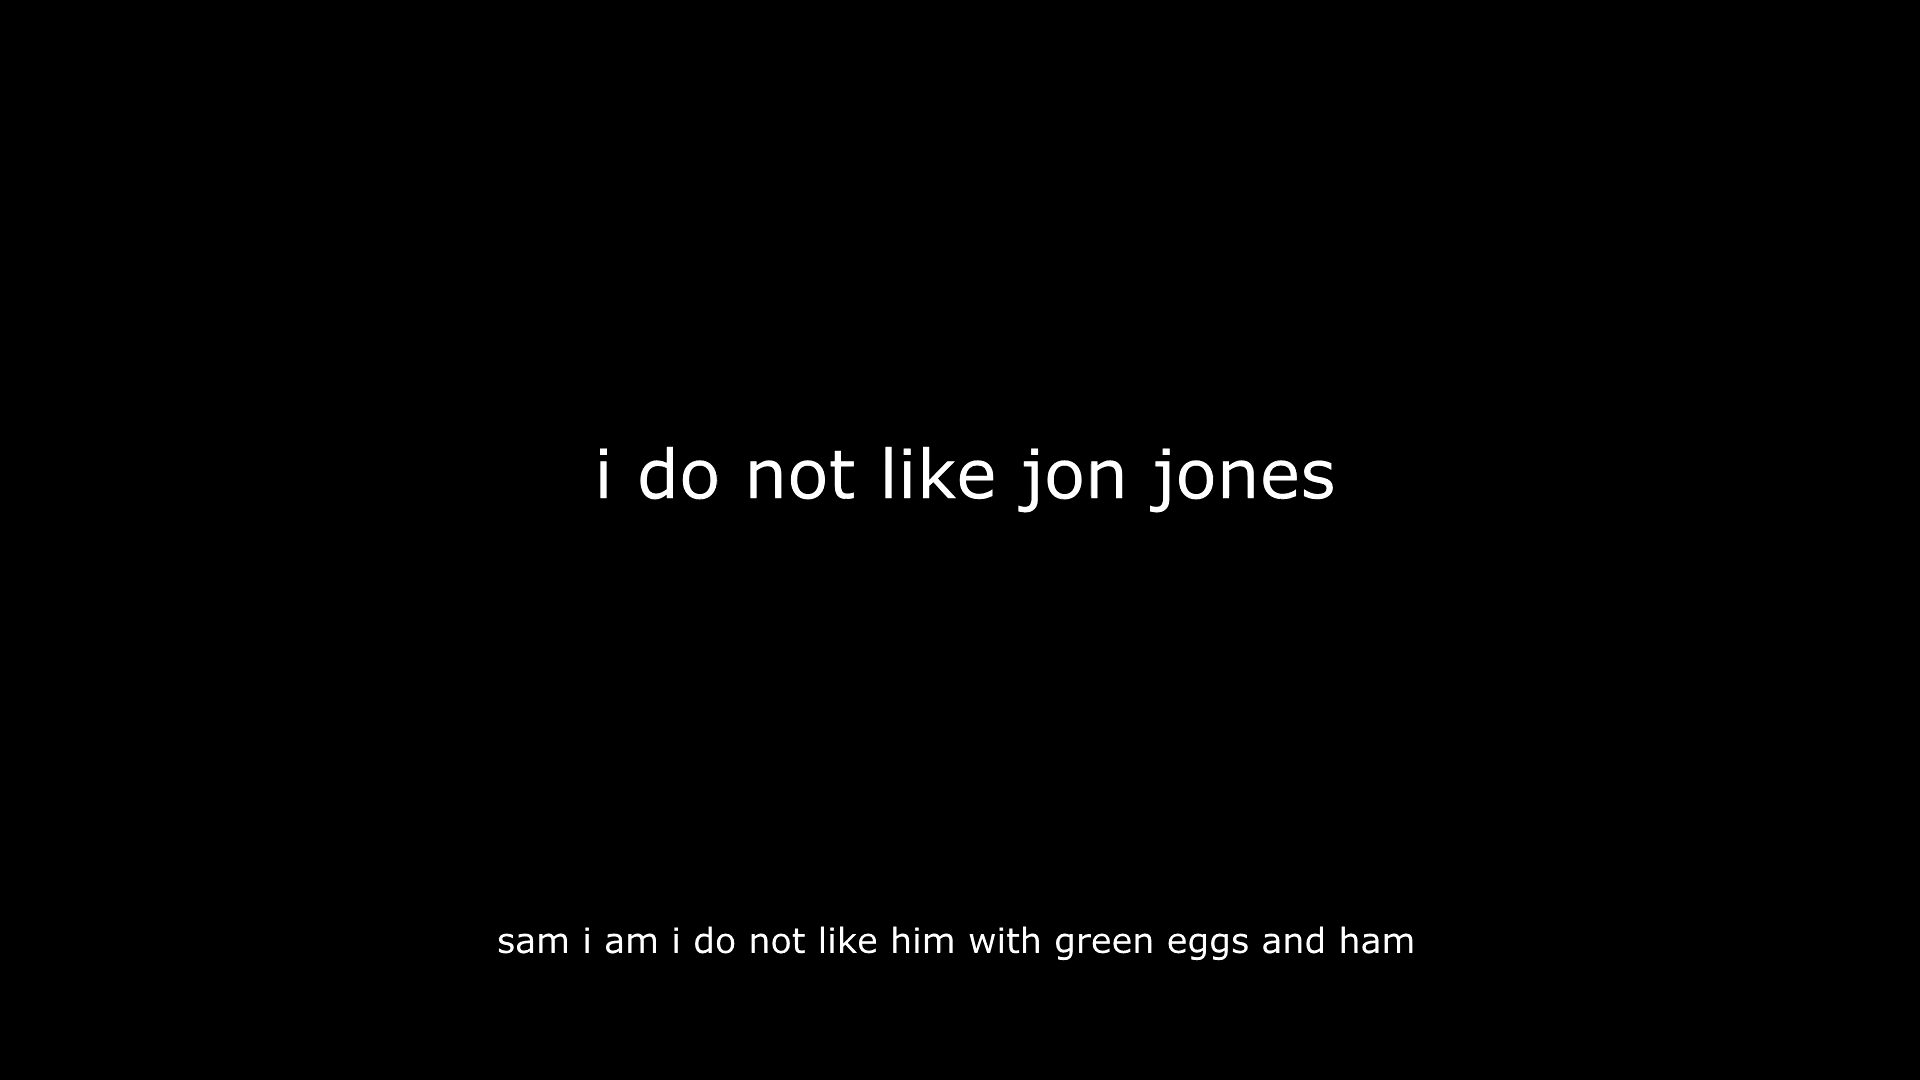 i do not like jon jones
sam i am i do not like him with green eggs and ham